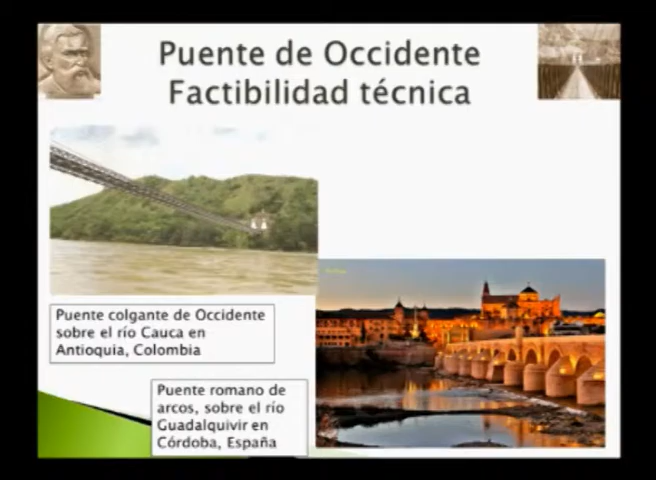 Puente de Occidente
Factibilidad técnica
Puente colgante de Occidente
sobre el río Cauca en
Antioquia, Colombia
Puente romano de
arcos, sobre el río
Guadalquivir en
Córdoba, España